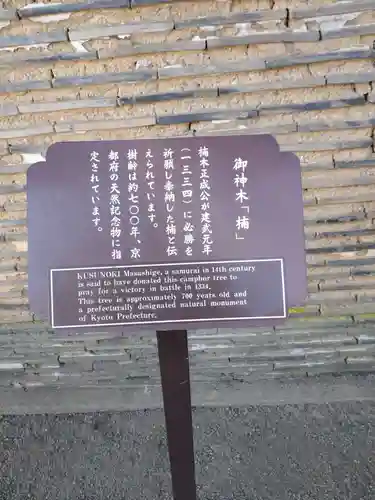 御神木「楠」
楠木正成公が建武元年
（一三三四）に必勝を
祈願し奉納した楠と伝
えられています。
樹齢は約七〇〇年、京
都府の天然記念物に指
定されています。
KUSUNOKI Masashige, a samurai in 14th century
is said to have donated this camphor tree to
pray for a victory in battle in 1334.
This tree is approximately 700 years old and
a prefecturally designated natural monument
of Kyoto Prefecture.